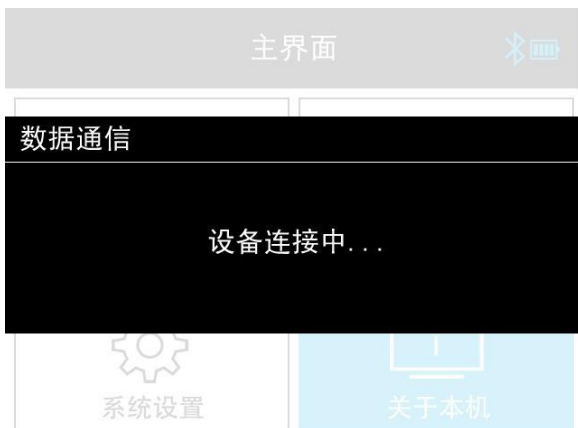 主界面
数据通信
设备连接中...
系统设置
关于本机